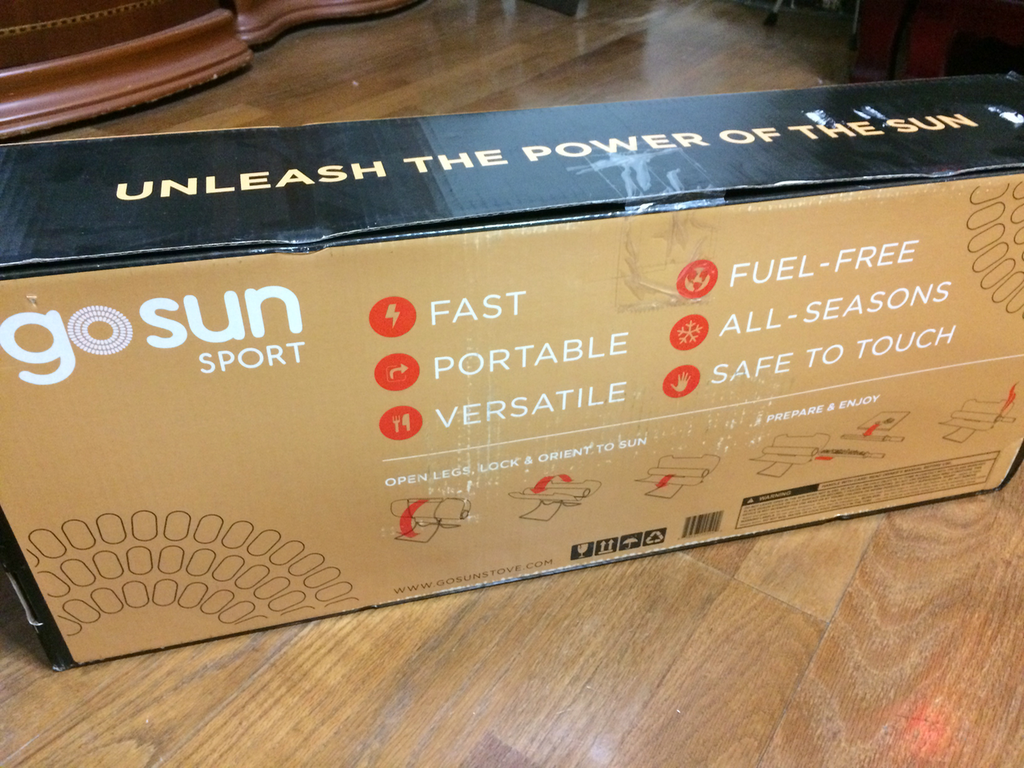 UNLEASH THE POWER OF THE SUN
gosun
SPORT
FAST
PORTABLE
VERSATILE
FUEL-FREE
ALL-SEASONS
SAFE TO TOUCH
OPEN LEGS, LOCK & ORIENT TO SUN
PREPARE & ENJOY
WARNING
WWW.GOSUNSTOVE.COM